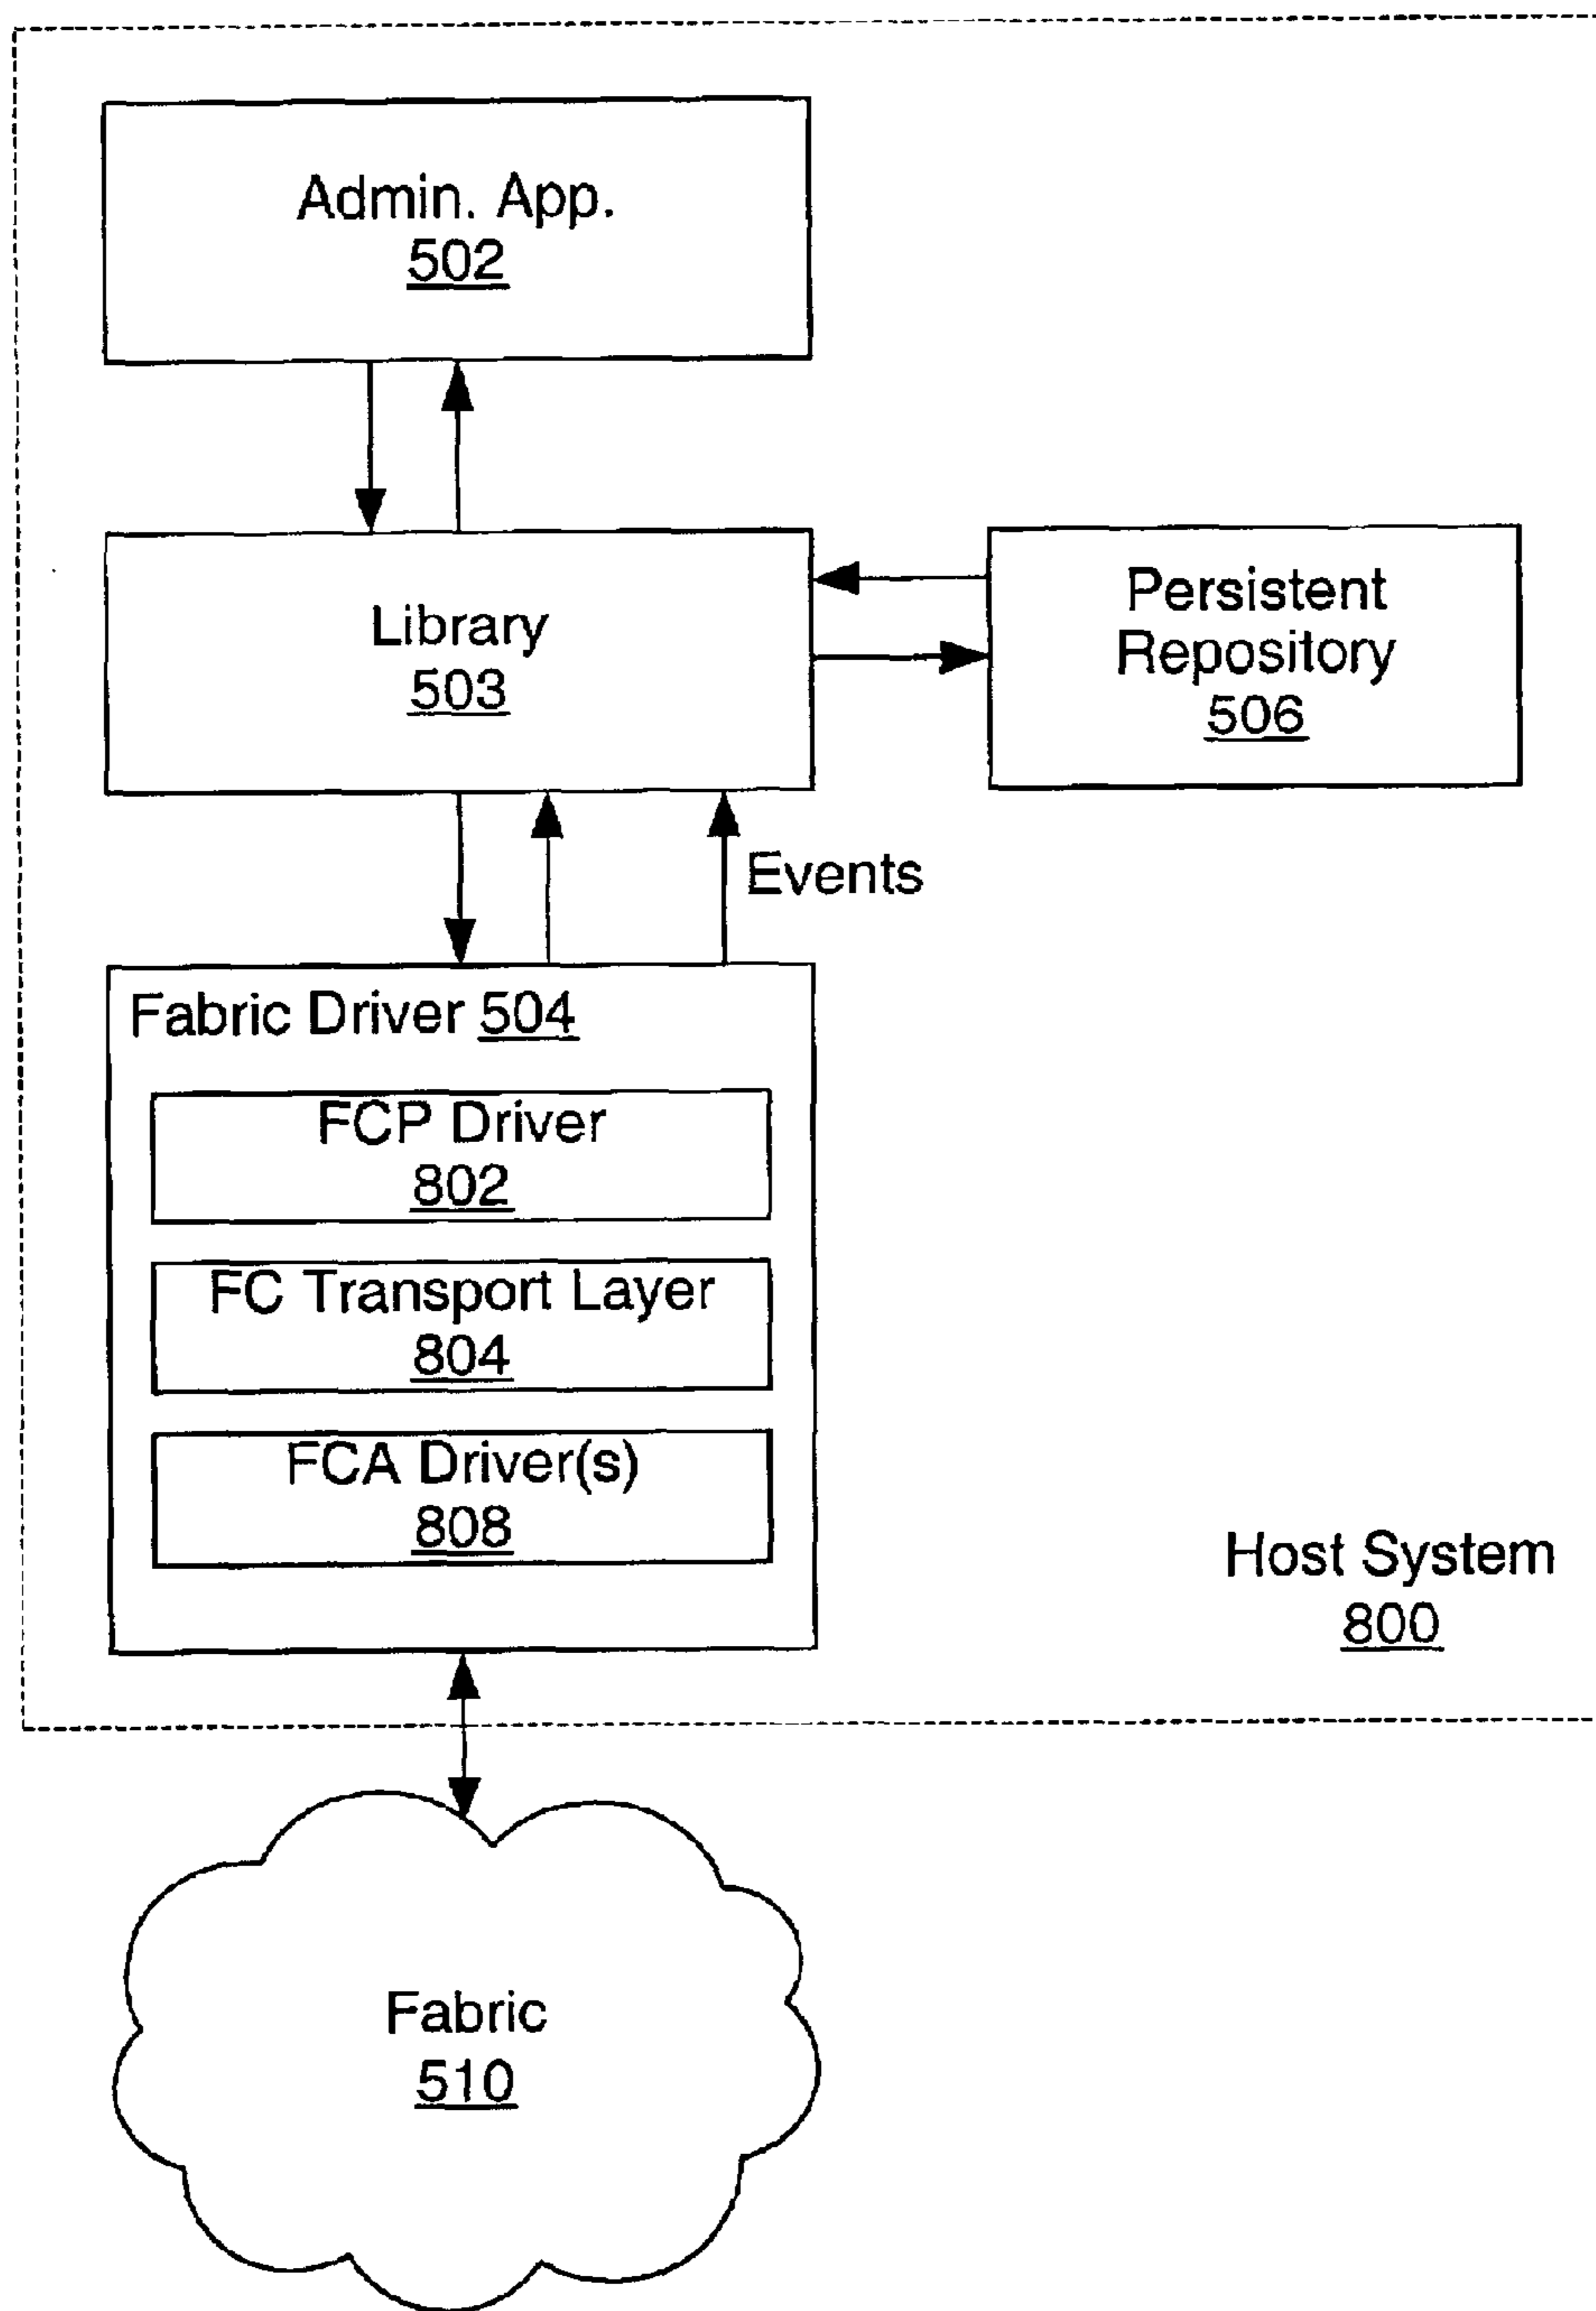 Admin. App.
502
Library
503
Persistent
Repository
506
Events
Fabric Driver 504
FCP Driver
802
FC Transport Layer
804
FCA Driver(s)
808
Host System
800
Fabric
510